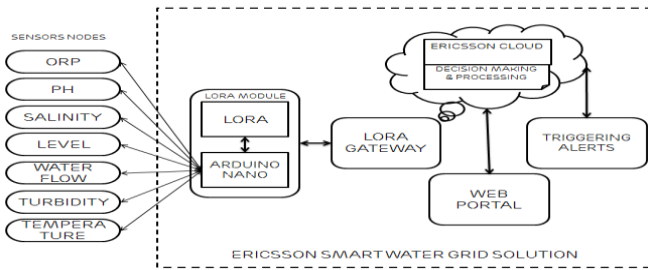 SENSORS NODES
ORP
PH
SALINITY
LEVEL
WATER
FLOW
TURBIDITY
TEMPERA
TURE
LORA MODULE
LORA
ARDUINO
NANO
LORA
GATEWAY
ERICSSON CLOUD
DECISION MAKING
& PROCESSING
WEB
PORTAL
TRIGGERING
ALERTS
ERICSSON SMART WATER GRID SOLUTION